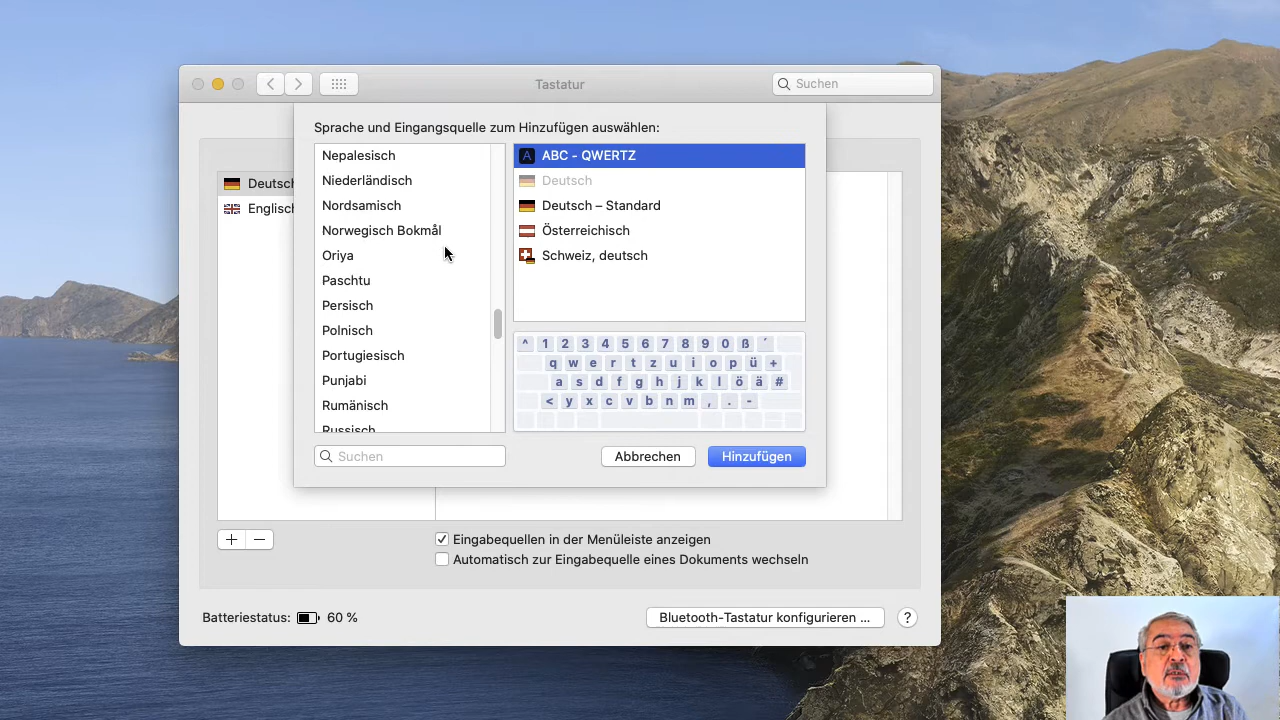 Tastatur
Suchen
Sprache und Eingangsquelle zum Hinzufügen auswählen:
Deutsch
Englisch
Nepalesisch
Niederländisch
Nordsamisch
Norwegisch Bokmål
Oriya
Paschtu
Persisch
Polnisch
Portugiesisch
Punjabi
Rumänisch
Russisch
Suchen
A ABC - QWERTZ
Deutsch
Deutsch – Standard
Österreichisch
Schweiz, deutsch
^ 1 2 3 4 5 6 7 8 9 0 ß ´
q w e r t z u i o p ü +
a s d f g h j k l ö ä #
< y x c v b n m , . -
Abbrechen
Hinzufügen
+ −
Eingabequellen in der Menüleiste anzeigen
Automatisch zur Eingabequelle eines Dokuments wechseln
Batteriestatus: 60 %
Bluetooth-Tastatur konfigurieren ...
?